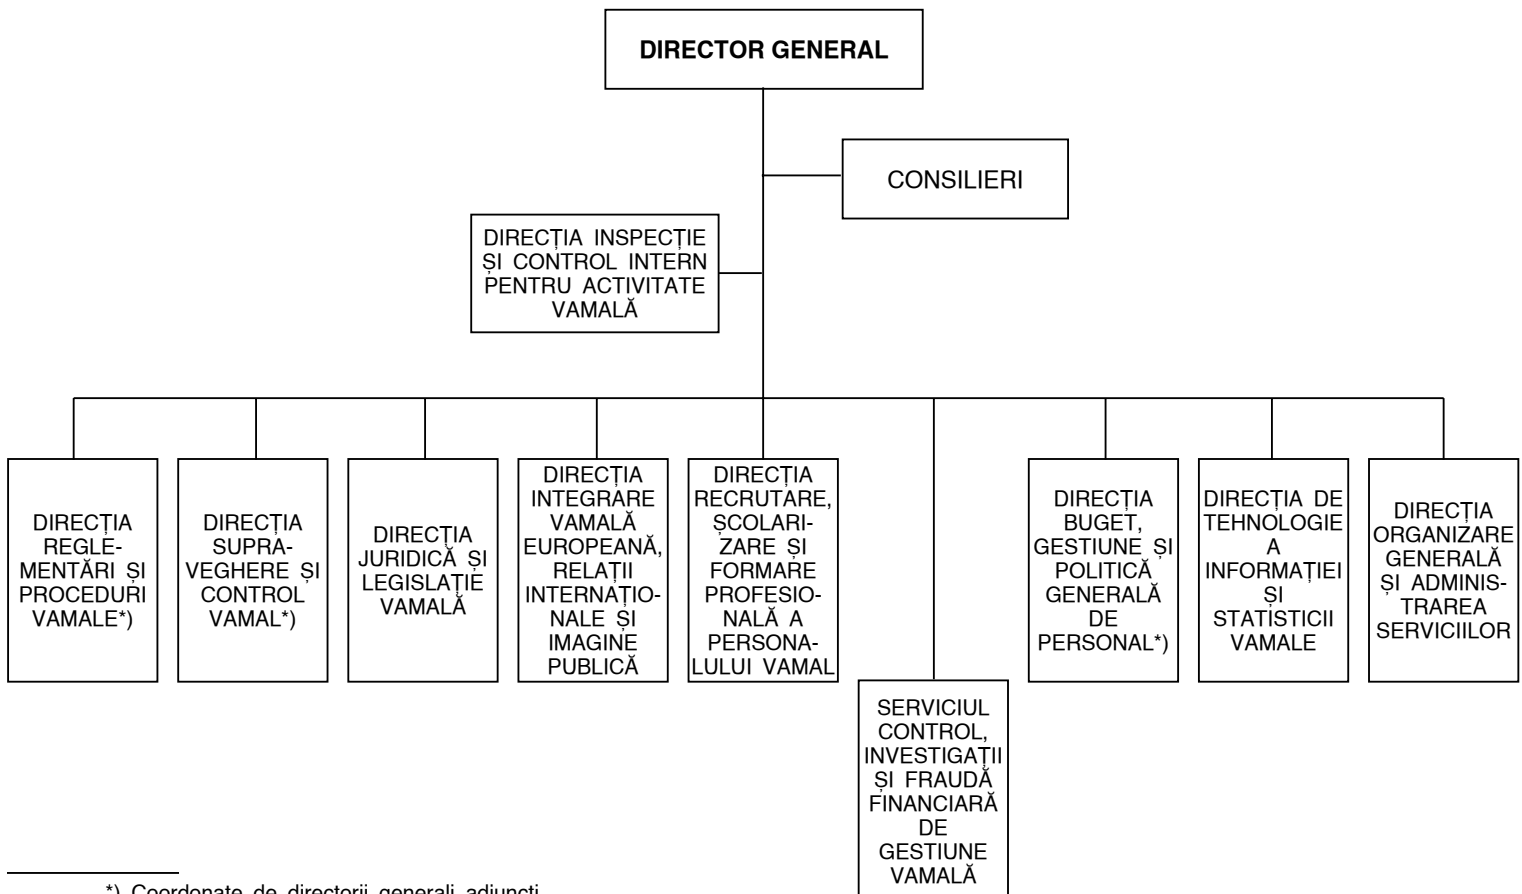 DIRECTOR GENERAL
CONSILIERI
DIRECȚIA INSPECȚIE
ȘI CONTROL INTERN
PENTRU ACTIVITATE
VAMALĂ
DIRECȚIA
REGLE-
MENTĂRI ȘI
PROCEDURI
VAMALE*)
DIRECȚIA
SUPRA-
VEGHERE ȘI
CONTROL
VAMAL*)
DIRECȚIA
JURIDICĂ ȘI
LEGISLAȚIE
VAMALĂ
DIRECȚIA
INTEGRARE
VAMALĂ
EUROPEANĂ,
RELAȚII
INTERNAȚIO-
NALE ȘI
IMAGINE
PUBLICĂ
DIRECȚIA
RECRUTARE,
ȘCOLARI-
ZARE ȘI
FORMARE
PROFESIO-
NALĂ A
PERSONA-
LULUI VAMAL
SERVICIUL
CONTROL,
INVESTIGAȚII
ȘI FRAUDĂ
FINANCIARĂ
DE
GESTIUNE
VAMALĂ
DIRECȚIA
BUGET,
GESTIUNE ȘI
POLITICĂ
GENERALĂ
DE
PERSONAL*)
DIRECȚIA DE
TEHNOLOGIE
A
INFORMAȚIEI
ȘI
STATISTICII
VAMALE
DIRECȚIA
ORGANIZARE
GENERALĂ
ȘI ADMINIS-
TRAREA
SERVICIILOR
*) Coordonate de directorii generali adjuncți